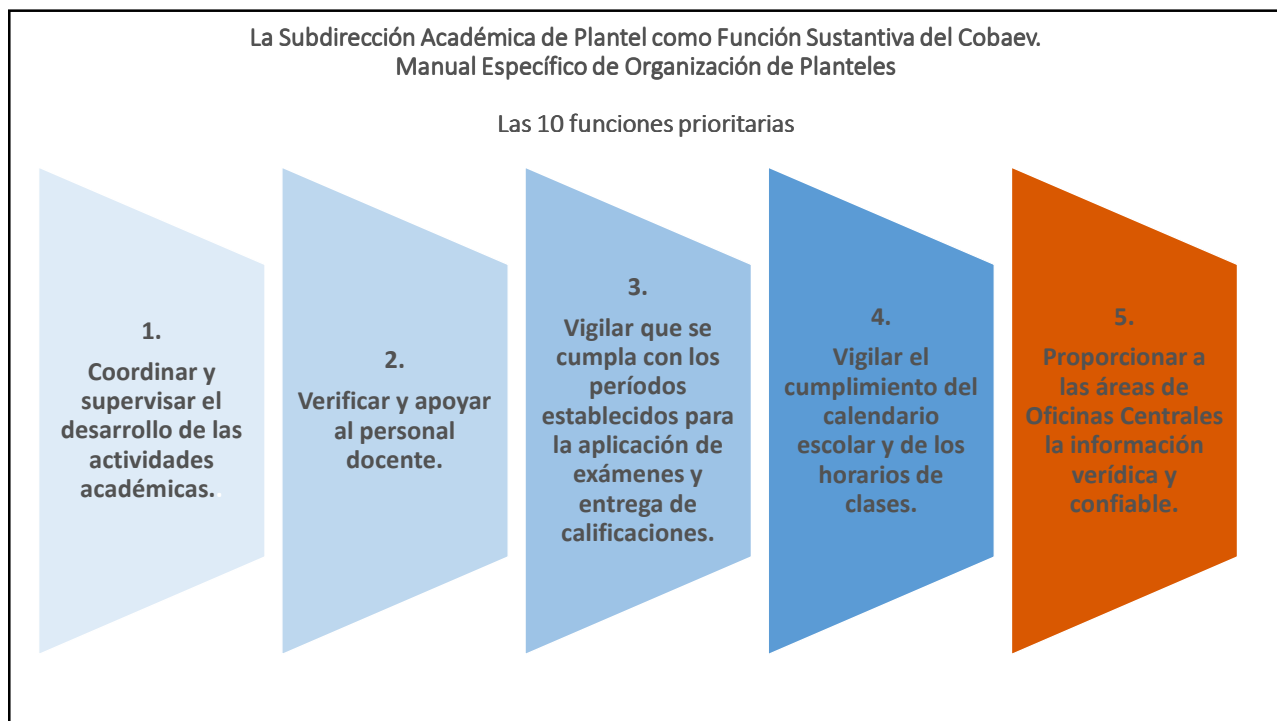 La Subdirección Académica de Plantel como Función Sustantiva del Cobaev.
Manual Específico de Organización de Planteles
Las 10 funciones prioritarias
1.
Coordinar y
supervisar el
desarrollo de las
actividades
académicas..
2.
Verificar y apoyar
al personal
docente.
3.
Vigilar que se
cumpla con los
períodos
establecidos para
la aplicación de
exámenes y
entrega de
calificaciones.
4.
Vigilar el
cumplimiento del
calendario
escolar y de los
horarios de
clases.
5.
Proporcionar a
las áreas de
Oficinas Centrales
la información
verídica y
confiable.